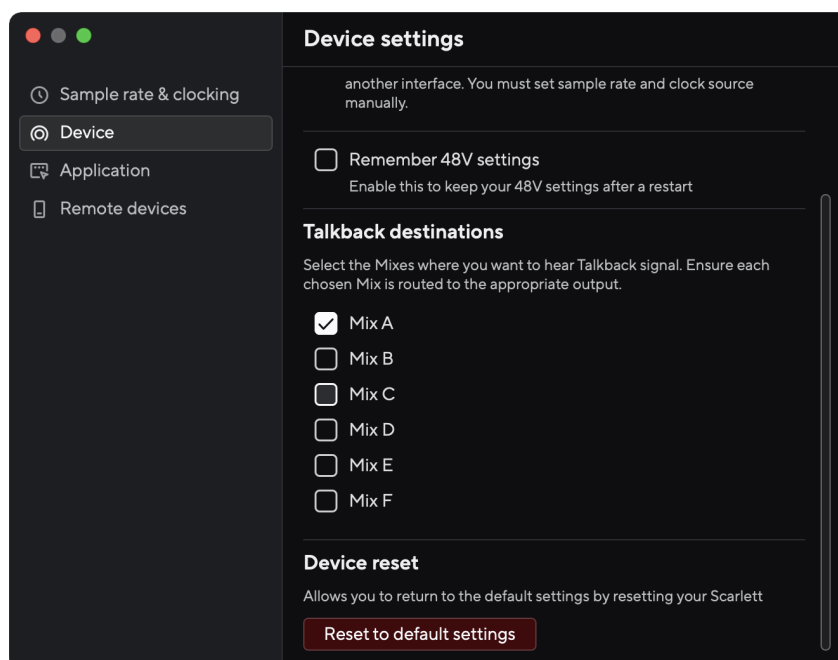 Device settings
Sample rate & clocking
Device
Application
Remote devices
another interface. You must set sample rate and clock source
manually.
Remember 48V settings
Enable this to keep your 48V settings after a restart
Talkback destinations
Select the Mixes where you want to hear Talkback signal. Ensure each
chosen Mix is routed to the appropriate output.
Mix A
Mix B
Mix C
Mix D
Mix E
Mix F
Device reset
Allows you to return to the default settings by resetting your Scarlett
Reset to default settings